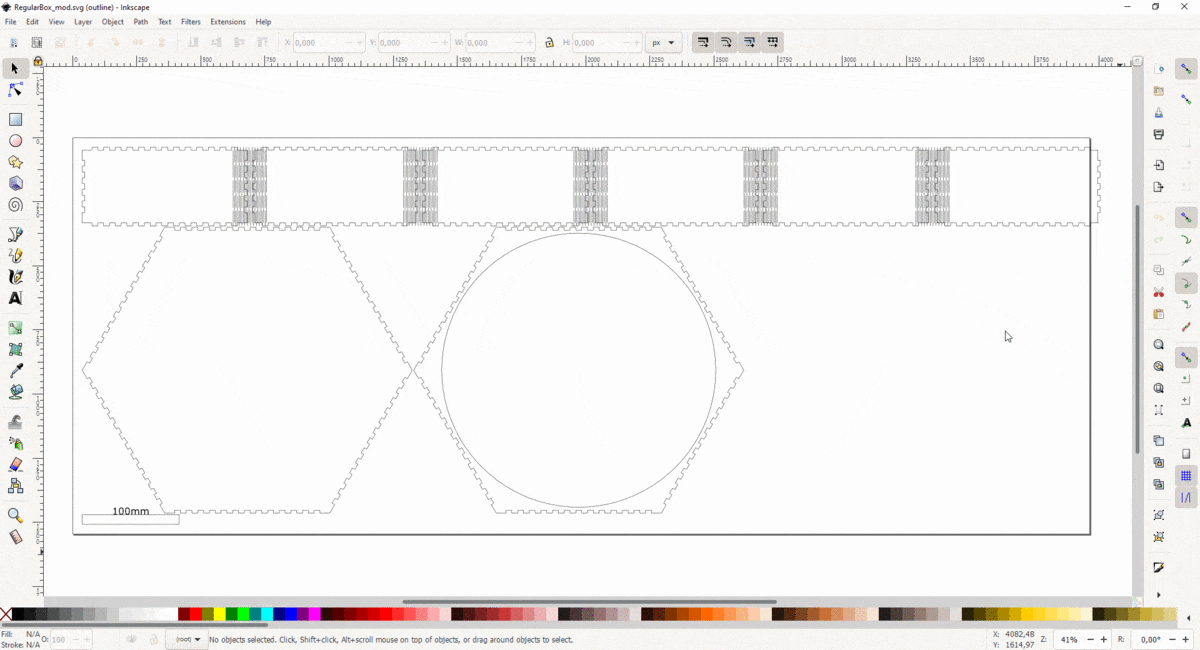 RegularBox_mod.svg (outline) - Inkscape
File Edit View Layer Object Path Text Filters Extensions Help
X: 0,000 Y: 0,000 W: 0,000 H: 0,000 px
0 250 500 750 1000 1250 1500 1750 2000 2250 2500 2750 3000 3250 3500 3750 4000
100mm
Fill: N/A O: 100 (root) No objects selected. Click, Shift+click, Alt+scroll mouse on top of objects, or drag around objects to select. X: 4082,48 Z: 41% R: 0,00°
Stroke: N/A Y: 1614,97